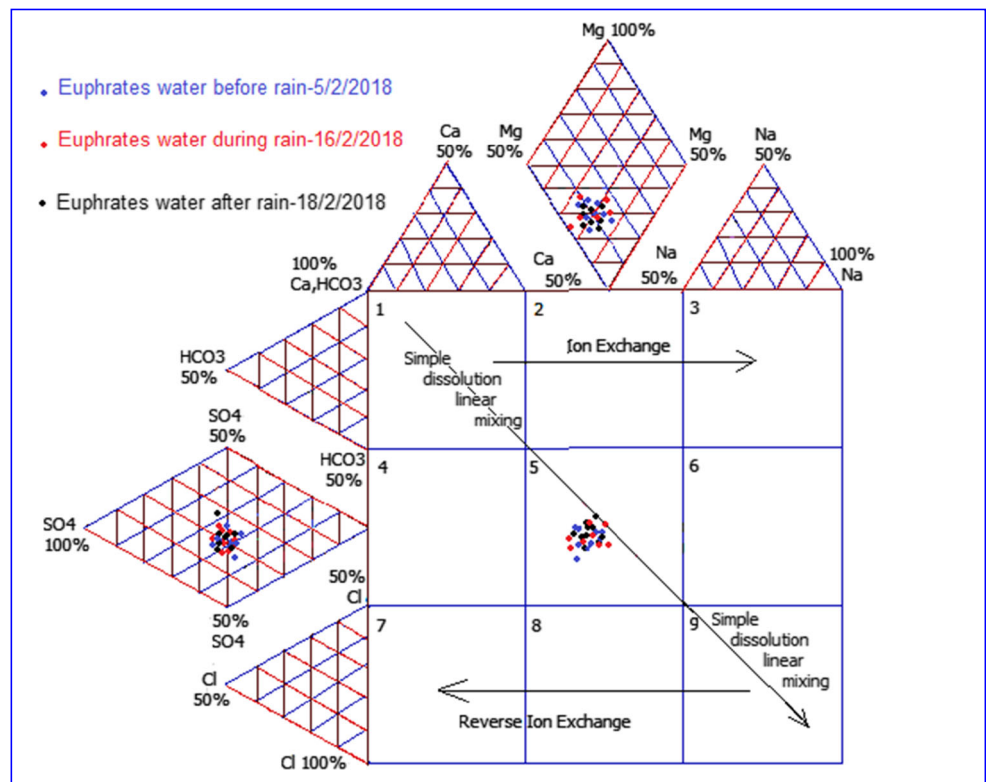 Mg 100%
Euphrates water before rain-5/2/2018
Euphrates water during rain-16/2/2018
Euphrates water after rain-18/2/2018
Ca
50%
Mg
50%
Mg
50%
Na
50%
100%
Ca,HCO3
Ca
50%
Na
50%
100%
Na
1
2
3
Ion Exchange
Simple
dissolution
linear
mixing
HCO3
50%
SO4
50%
HCO3
50%
4
5
6
SO4
100%
50%
Cl
50%
SO4
7
8
9
Simple
dissolution
linear
mixing
Cl
50%
Reverse Ion Exchange
Cl 100%